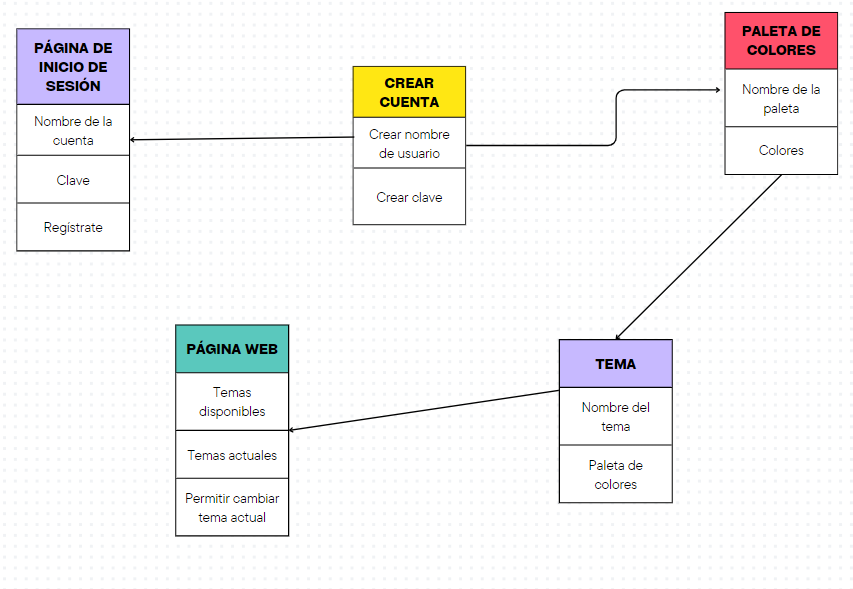 PÁGINA DE
INICIO DE
SESIÓN
Nombre de la
cuenta
Clave
Regístrate
CREAR
CUENTA
Crear nombre
de usuario
Crear clave
PALETA DE
COLORES
Nombre de la
paleta
Colores
PÁGINA WEB
Temas
disponibles
Temas actuales
Permitir cambiar
tema actual
TEMA
Nombre del
tema
Paleta de
colores